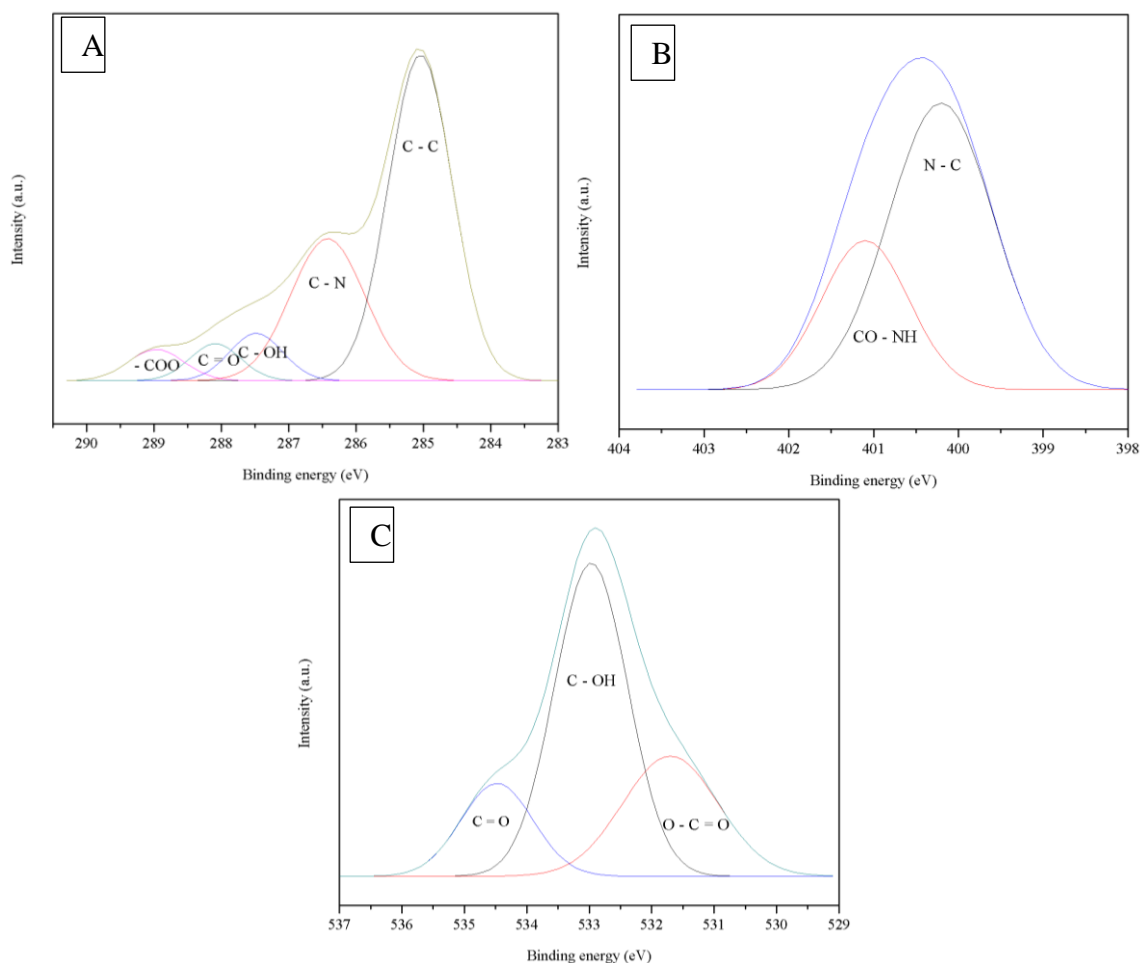 A
C - C
C - N
C - OH
C = O
- COO
Intensity (a.u.)
290 289 288 287 286 285 284 283
Binding energy (eV)
B
N - C
CO - NH
Intensity (a.u.)
404 403 402 401 400 399 398
Binding energy (eV)
C
C - OH
C = O
O - C = O
Intensity (a.u.)
537 536 535 534 533 532 531 530 529
Binding energy (eV)